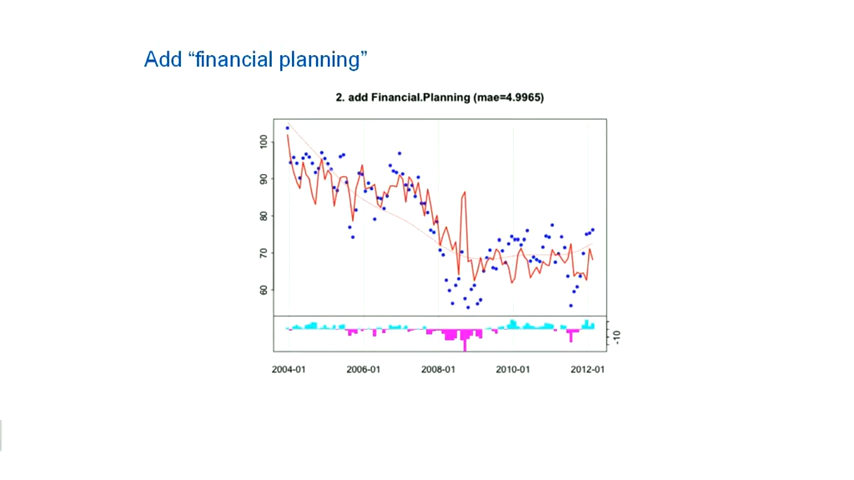 Add “financial planning”
2. add Financial.Planning (mae=4.9965)
100
90
80
70
60
-10
2004-01 2006-01 2008-01 2010-01 2012-01